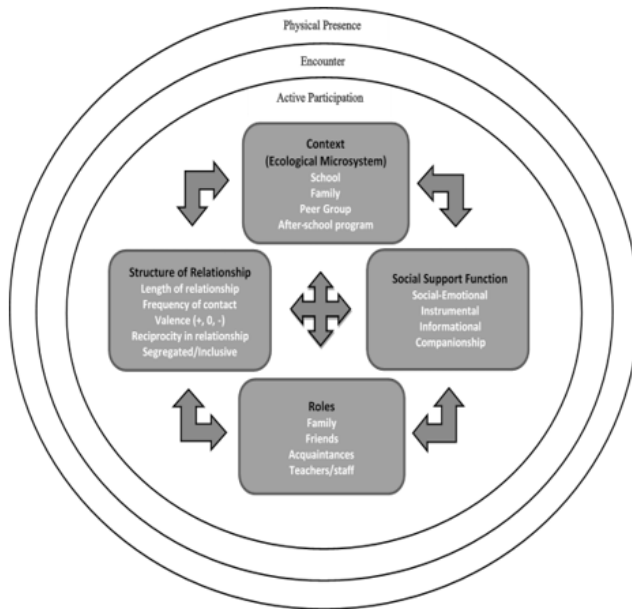 Physical Presence
Encounter
Active Participation
Context
(Ecological Microsystem)
School
Family
Peer Group
After-school program
Structure of Relationship
Length of relationship
Frequency of contact
Valence (+, 0, -)
Reciprocity in relationship
Segregated/Inclusive
Social Support Function
Social-Emotional
Instrumental
Informational
Companionship
Roles
Family
Friends
Acquaintances
Teachers/staff